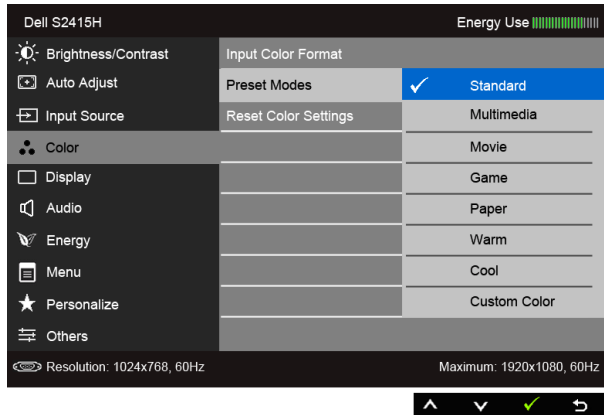 Dell S2415H
Energy Use
Brightness/Contrast
Auto Adjust
Input Source
Color
Display
Audio
Energy
Menu
Personalize
Others
Input Color Format
Preset Modes
Reset Color Settings
Standard
Multimedia
Movie
Game
Paper
Warm
Cool
Custom Color
Resolution: 1024x768, 60Hz
Maximum: 1920x1080, 60Hz